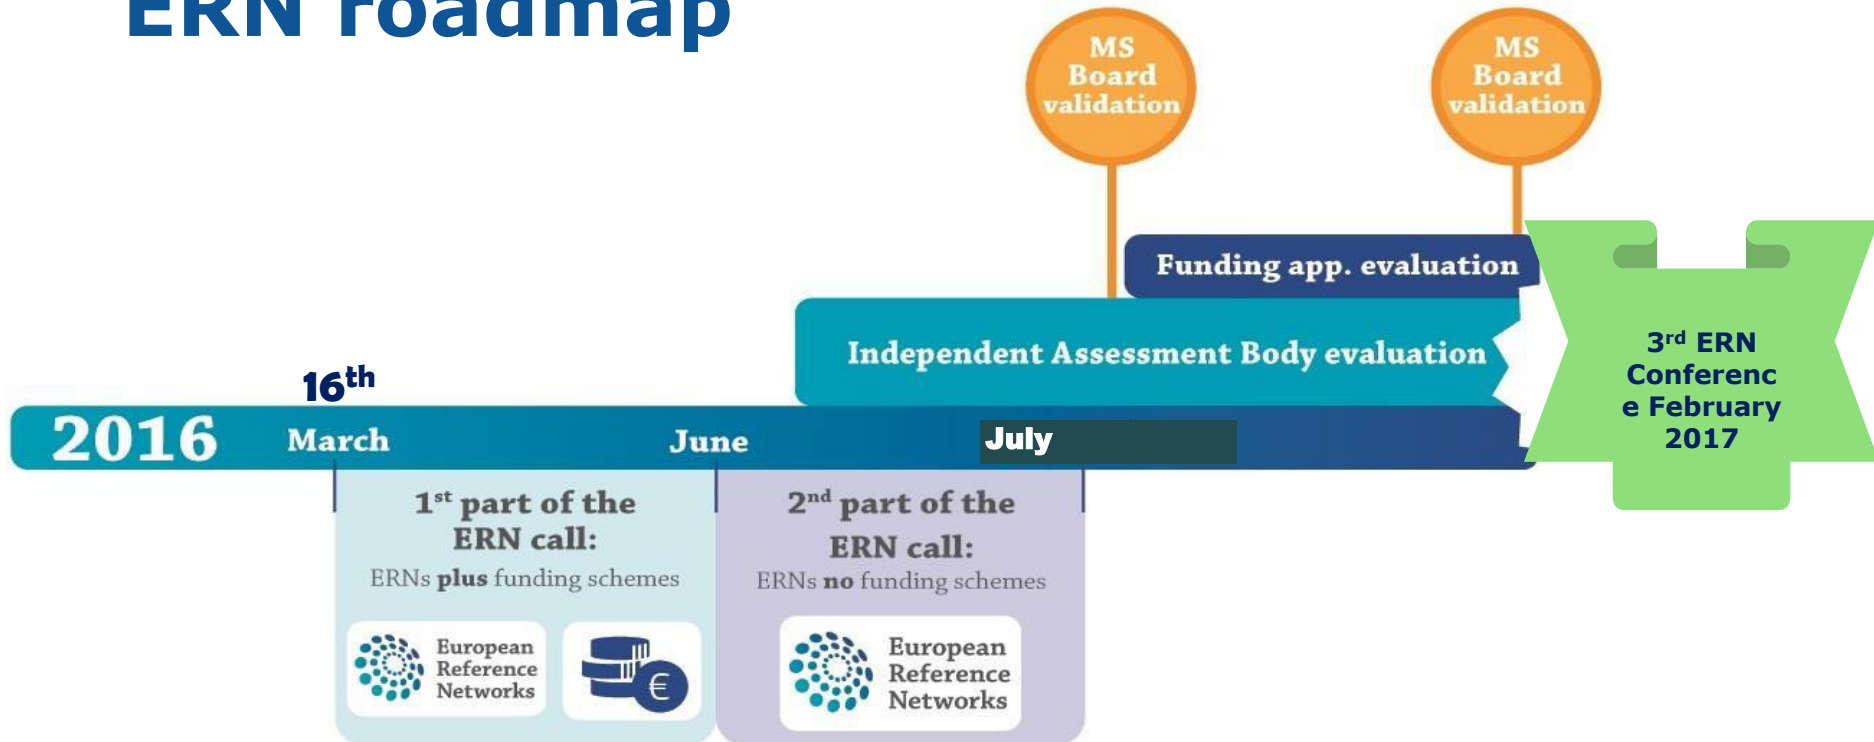 ERN roadmap
MS
Board
validation
MS
Board
validation
Funding app. evaluation
Independent Assessment Body evaluation
3rd ERN
Conferenc
e February
2017
16th
2016
March
June
July
1st part of the
ERN call:
ERNs plus funding schemes
European
Reference
Networks
€
2nd part of the
ERN call:
ERNs no funding schemes
European
Reference
Networks